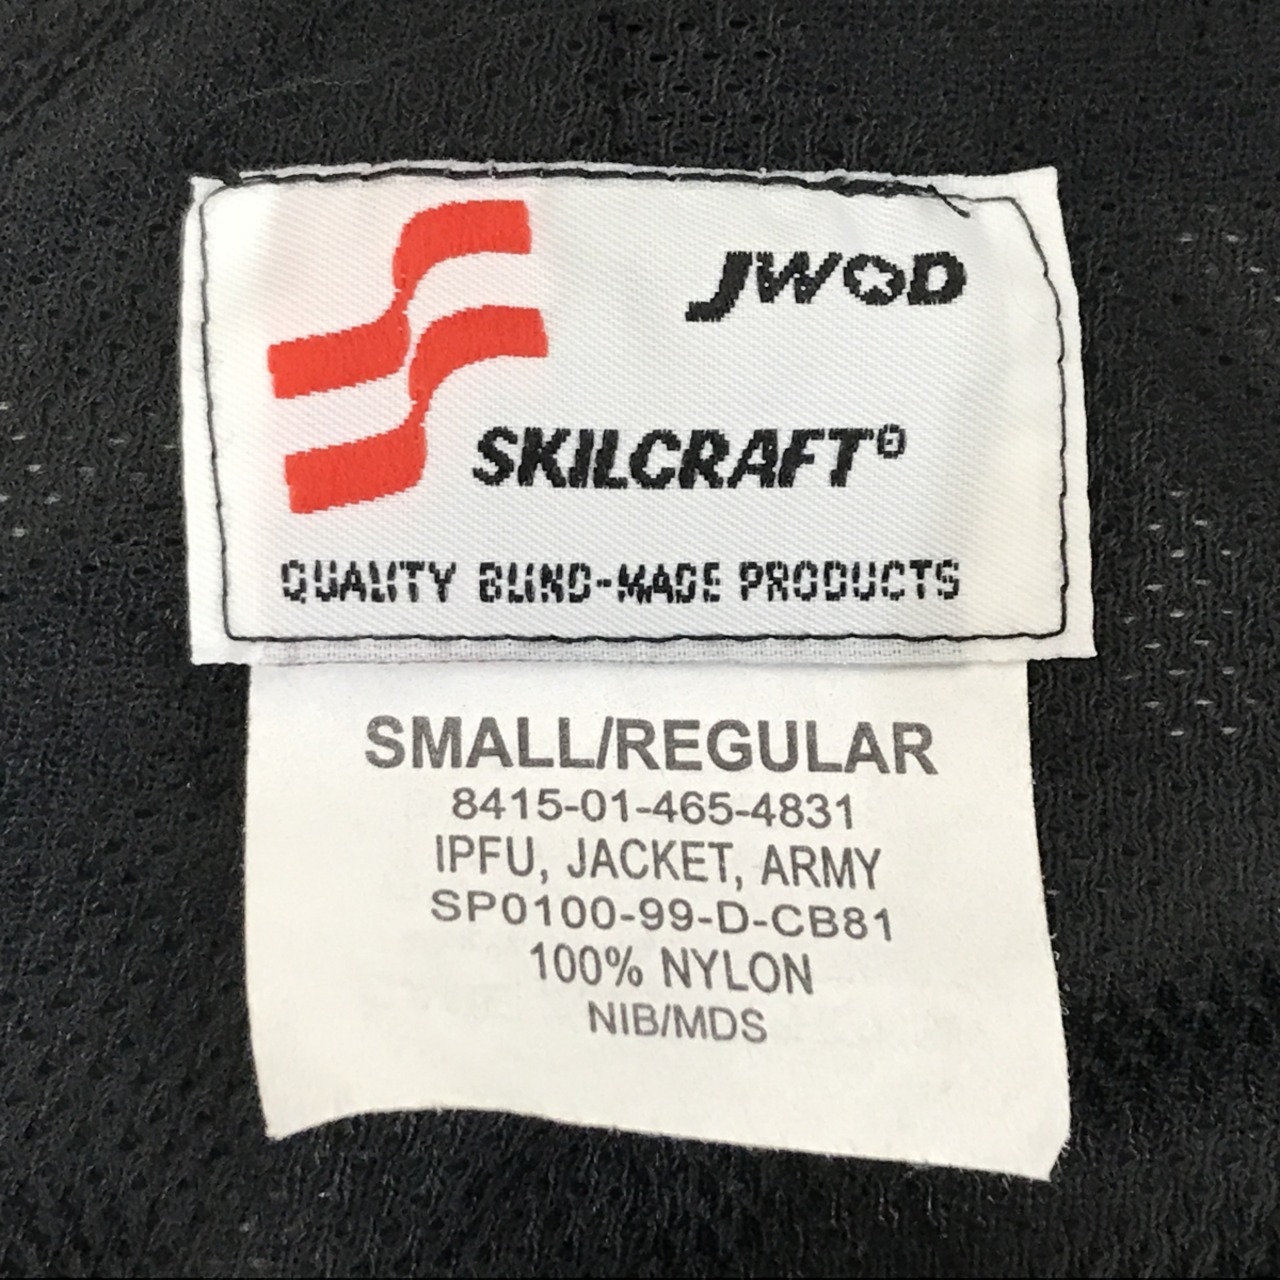 JWOD
SKILCRAFT®
QUALITY BLIND-MADE PRODUCTS
SMALL/REGULAR
8415-01-465-4831
IPFU, JACKET, ARMY
SP0100-99-D-CB81
100% NYLON
NIB/MDS